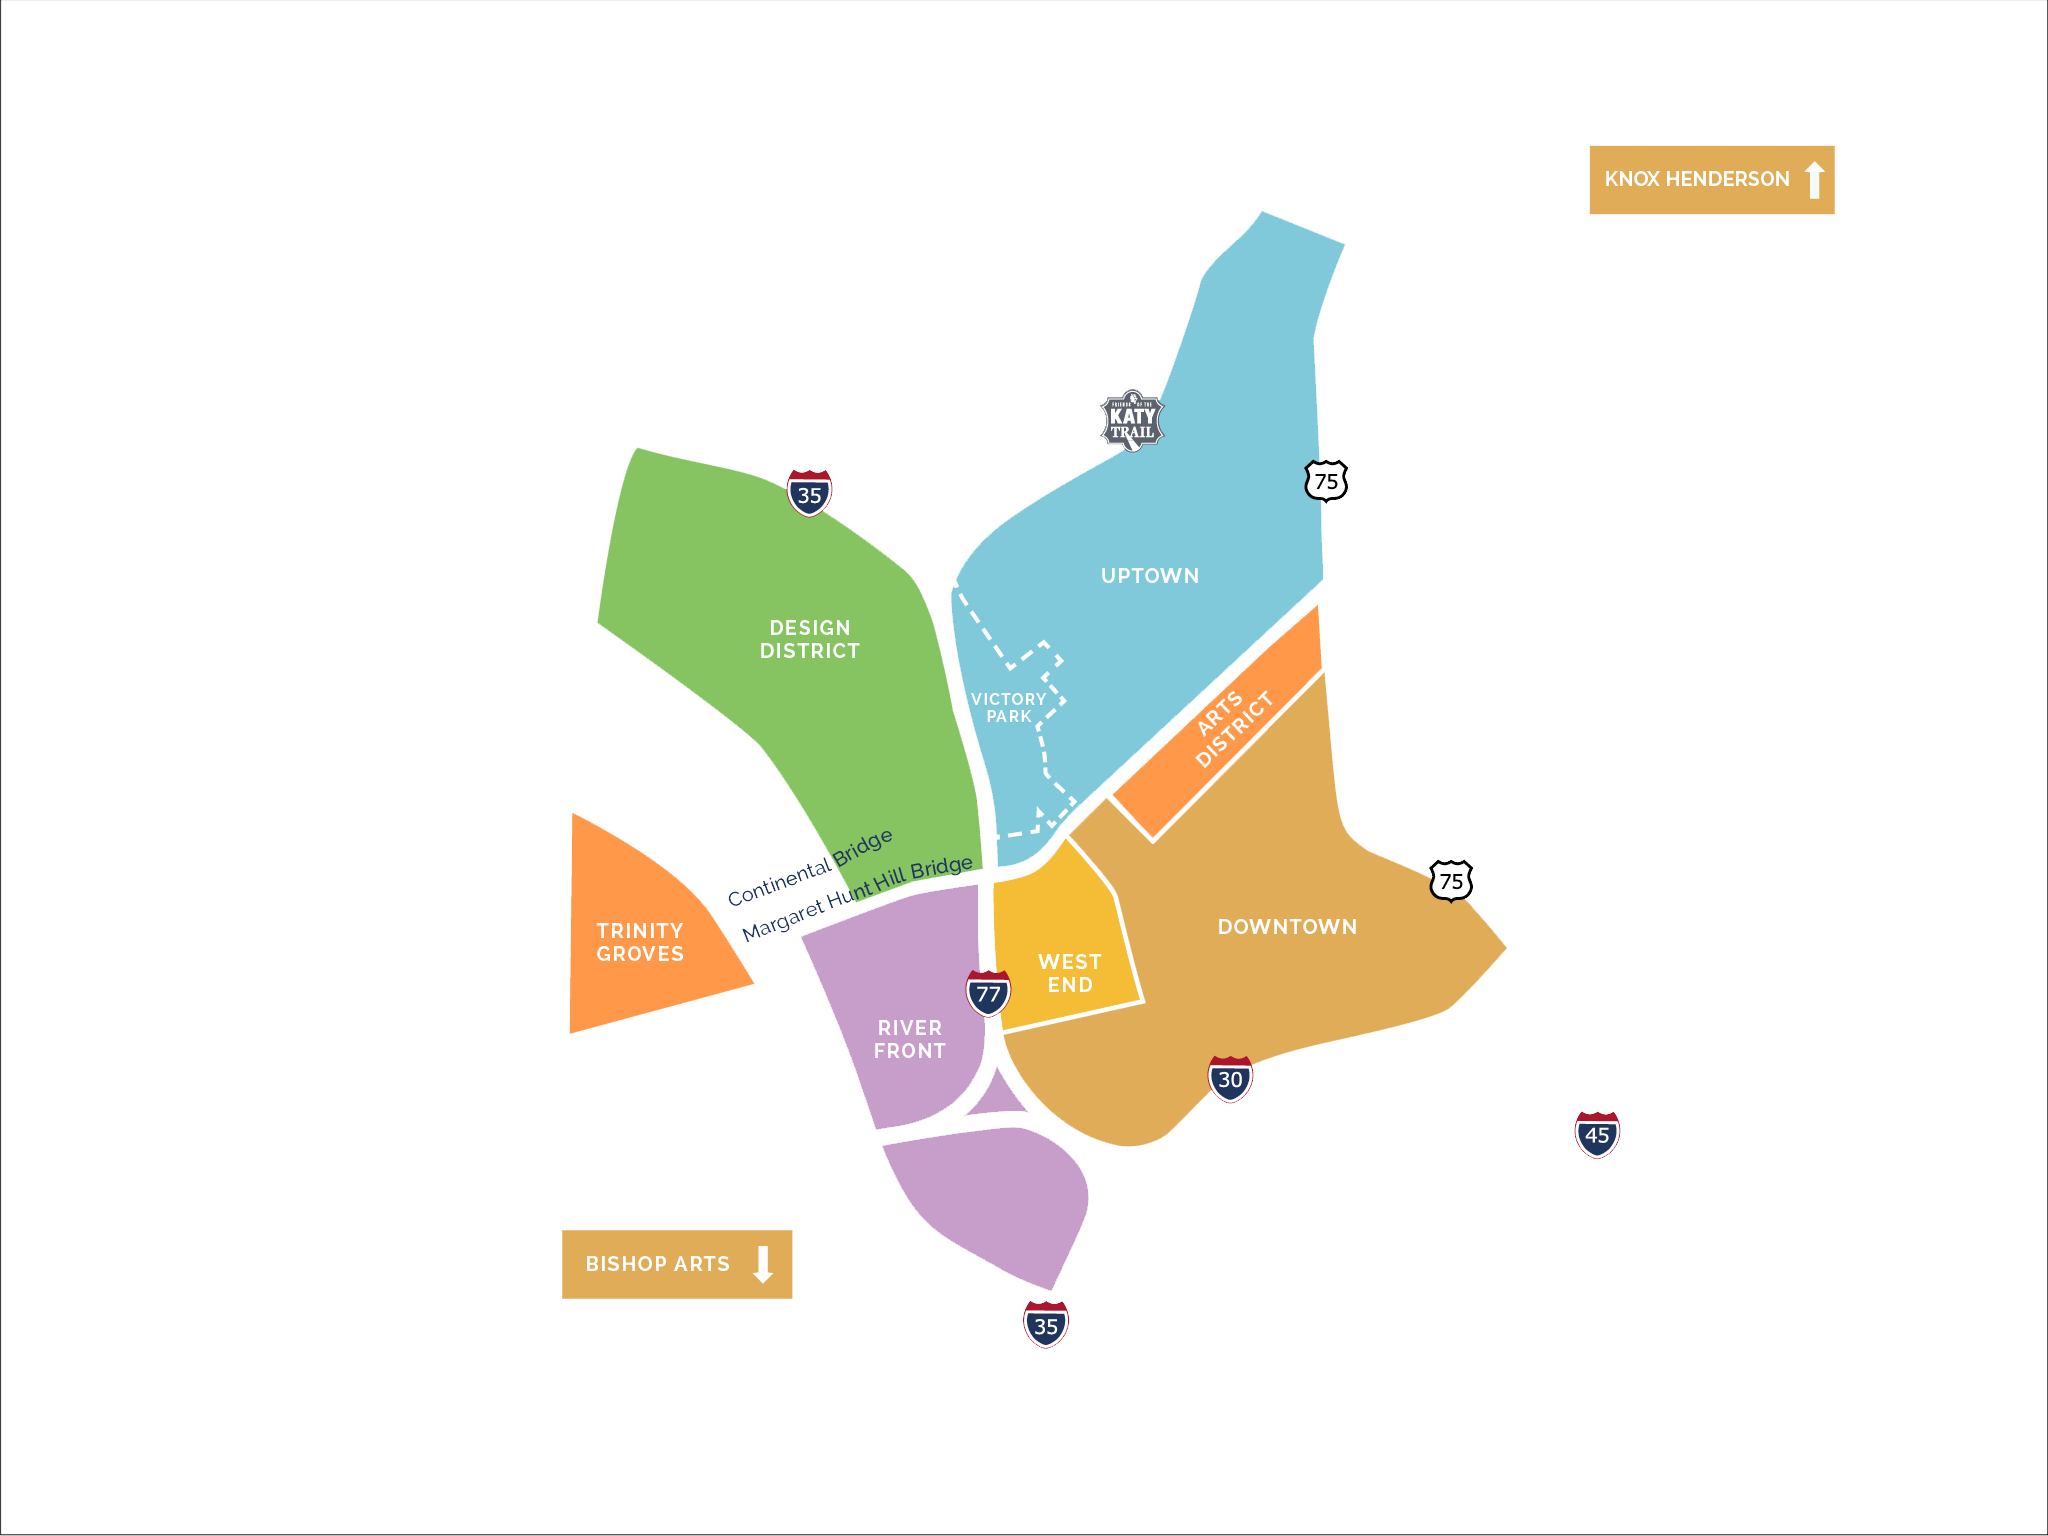 KNOX HENDERSON
FRIENDS OF THE
KATY
TRAIL
35
75
UPTOWN
DESIGN
DISTRICT
VICTORY
PARK
ARTS
DISTRICT
Continental Bridge
Margaret Hunt Hill Bridge
75
TRINITY
GROVES
DOWNTOWN
WEST
END
77
RIVER
FRONT
30
45
BISHOP ARTS
35